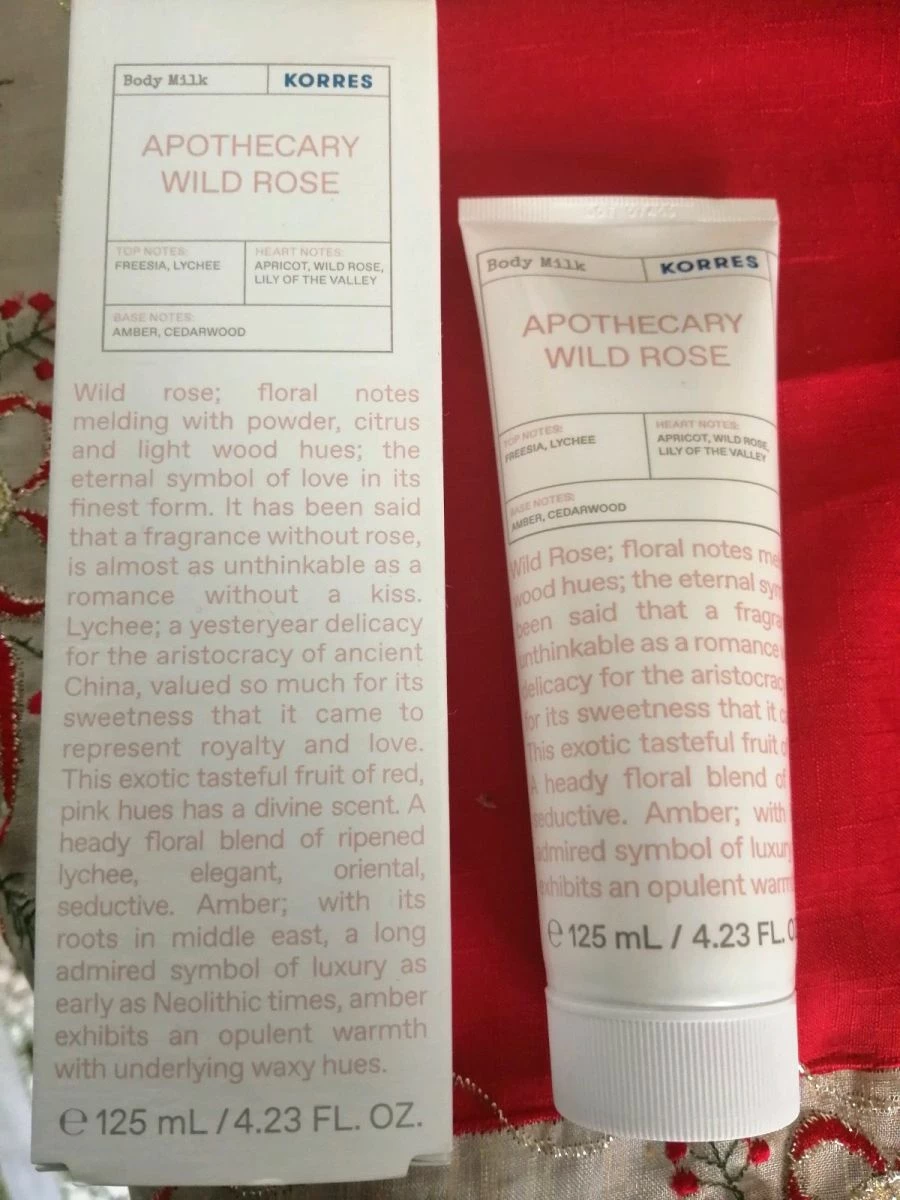 Body Milk KORRES
APOTHECARY
WILD ROSE
TOP NOTES:
FREESIA, LYCHEE
HEART NOTES:
APRICOT, WILD ROSE,
LILY OF THE VALLEY
BASE NOTES:
AMBER, CEDARWOOD
Wild rose; floral notes
melding with powder, citrus
and light wood hues; the
eternal symbol of love in its
finest form. It has been said
that a fragrance without rose,
is almost as unthinkable as a
romance without a kiss.
Lychee; a yesteryear delicacy
for the aristocracy of ancient
China, valued so much for its
sweetness that it came to
represent royalty and love.
This exotic tasteful fruit of red,
pink hues has a divine scent. A
heady floral blend of ripened
lychee, elegant, oriental,
seductive. Amber; with its
roots in middle east, a long
admired symbol of luxury as
early as Neolithic times, amber
exhibits an opulent warmth
with underlying waxy hues.
℮ 125 mL / 4.23 FL. OZ.
Body Milk KORRES
APOTHECARY
WILD ROSE
TOP NOTES:
FREESIA, LYCHEE
HEART NOTES:
APRICOT, WILD ROSE,
LILY OF THE VALLEY
BASE NOTES:
AMBER, CEDARWOOD
Wild Rose; floral notes
wood hues; the eternal
been said that a
unthinkable as a romance
delicacy for the
for its sweetness that it
This exotic tasteful fruit
A heady floral blend of
seductive. Amber; with
admired symbol of luxury
exhibits an opulent
℮ 125 mL / 4.23 FL.